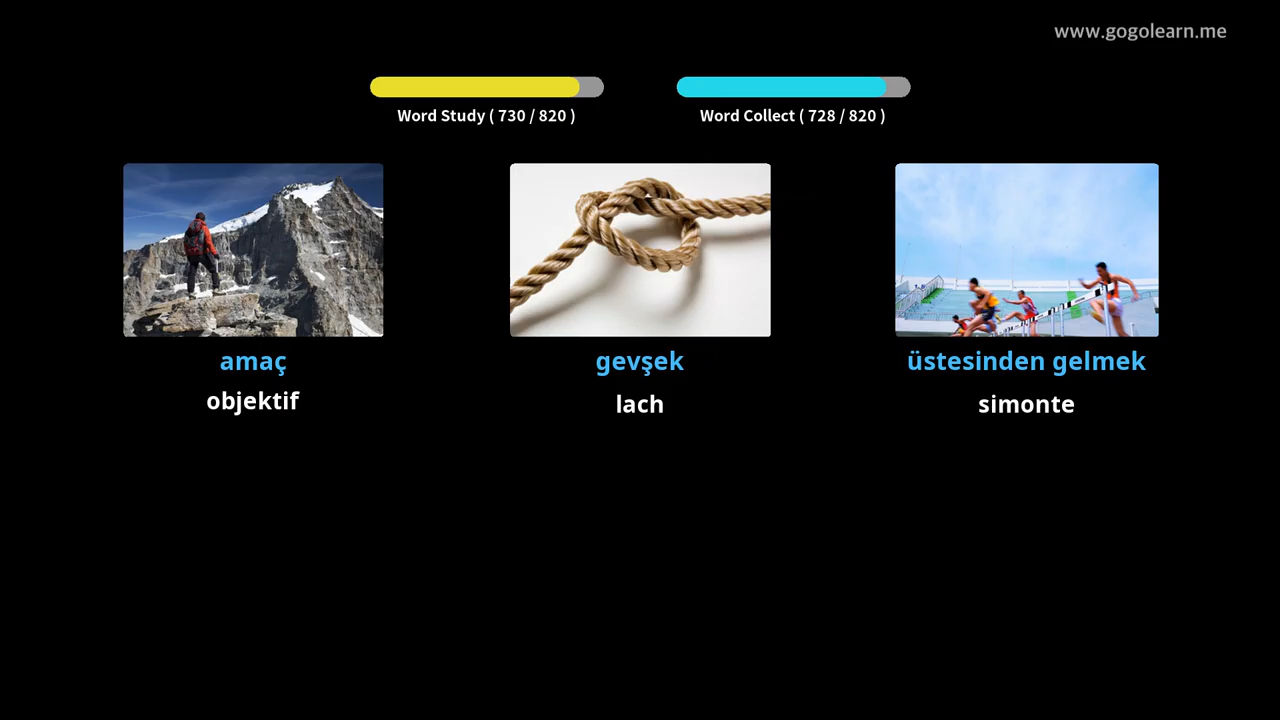 www.gogolearn.me
Word Study ( 730 / 820 )
Word Collect ( 728 / 820 )
amaç
gevşek
üstesinden gelmek
objektif
lach
simonte